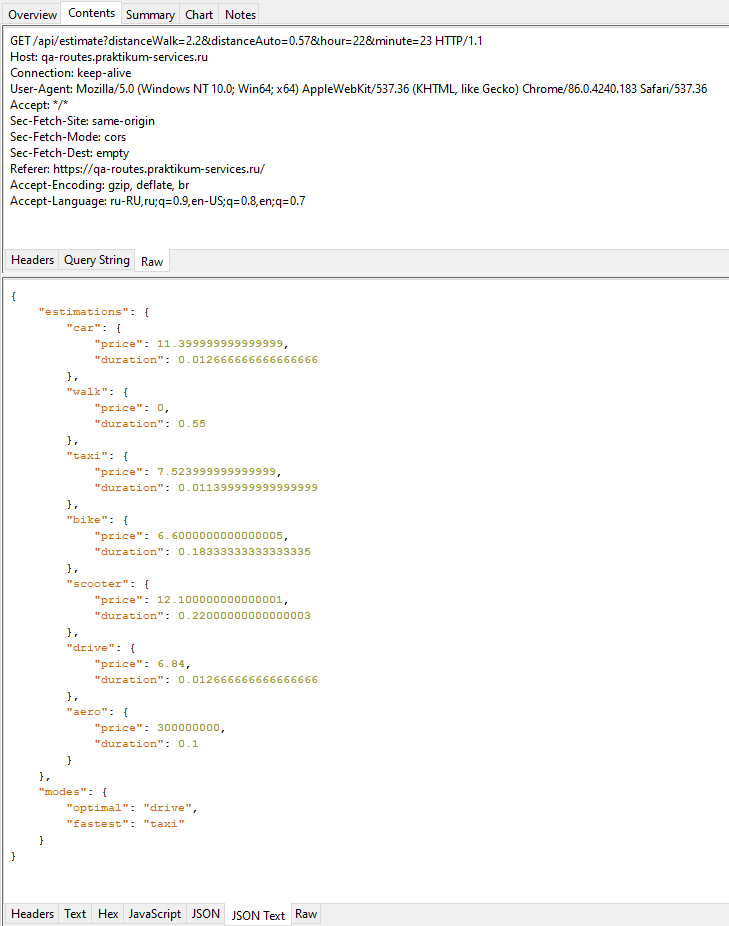 Overview Contents Summary Chart Notes
GET /api/estimate?distanceWalk=2.2&distanceAuto=0.57&hour=22&minute=23 HTTP/1.1
Host: qa-routes.praktikum-services.ru
Connection: keep-alive
User-Agent: Mozilla/5.0 (Windows NT 10.0; Win64; x64) AppleWebKit/537.36 (KHTML, like Gecko) Chrome/86.0.4240.183 Safari/537.36
Accept: */*
Sec-Fetch-Site: same-origin
Sec-Fetch-Mode: cors
Sec-Fetch-Dest: empty
Referer: https://qa-routes.praktikum-services.ru/
Accept-Encoding: gzip, deflate, br
Accept-Language: ru-RU,ru;q=0.9,en-US;q=0.8,en;q=0.7
Headers Query String Raw
{
    "estimations": {
        "car": {
            "price": 11.399999999999999,
            "duration": 0.012666666666666666
        },
        "walk": {
            "price": 0,
            "duration": 0.55
        },
        "taxi": {
            "price": 7.523999999999999,
            "duration": 0.011399999999999999
        },
        "bike": {
            "price": 6.6000000000000005,
            "duration": 0.18333333333333335
        },
        "scooter": {
            "price": 12.100000000000001,
            "duration": 0.22000000000000003
        },
        "drive": {
            "price": 6.84,
            "duration": 0.012666666666666666
        },
        "aero": {
            "price": 300000000,
            "duration": 0.1
        }
    },
    "modes": {
        "optimal": "drive",
        "fastest": "taxi"
    }
}
Headers Text Hex JavaScript JSON JSON Text Raw